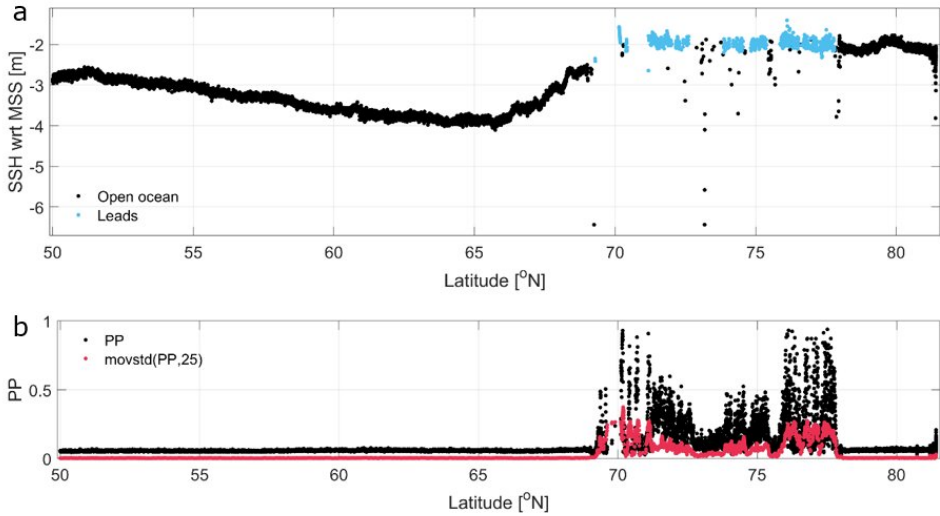 a
SSH wrt MSS [m]
-2
-3
-4
-5
-6
Open ocean
Leads
50 55 60 65 70 75 80
Latitude [°N]
b
PP
1
0.5
0
PP
movstd(PP,25)
50 55 60 65 70 75 80
Latitude [°N]